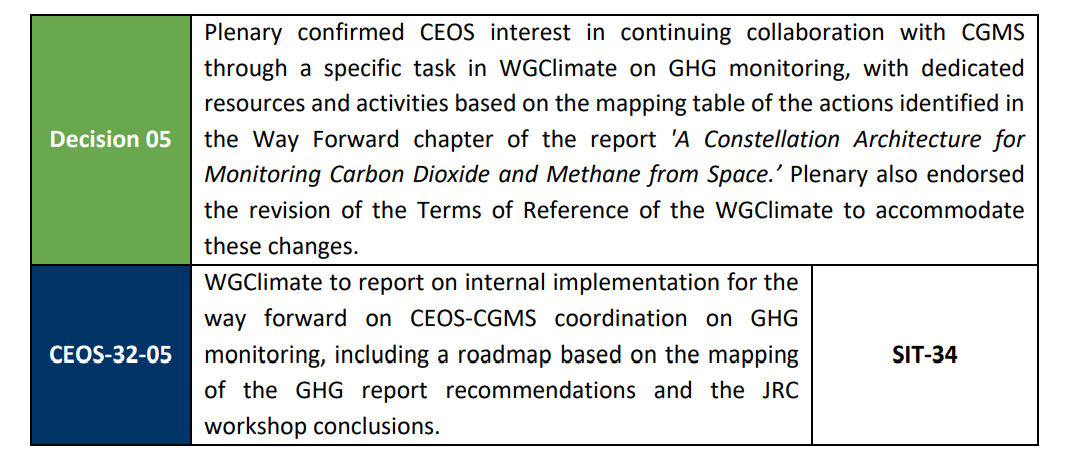 Decision 05
Plenary confirmed CEOS interest in continuing collaboration with CGMS
through a specific task in WGClimate on GHG monitoring, with dedicated
resources and activities based on the mapping table of the actions identified in
the Way Forward chapter of the report 'A Constellation Architecture for
Monitoring Carbon Dioxide and Methane from Space.’ Plenary also endorsed
the revision of the Terms of Reference of the WGClimate to accommodate
these changes.
CEOS-32-05
WGClimate to report on internal implementation for the
way forward on CEOS-CGMS coordination on GHG
monitoring, including a roadmap based on the mapping
of the GHG report recommendations and the JRC
workshop conclusions.
SIT-34